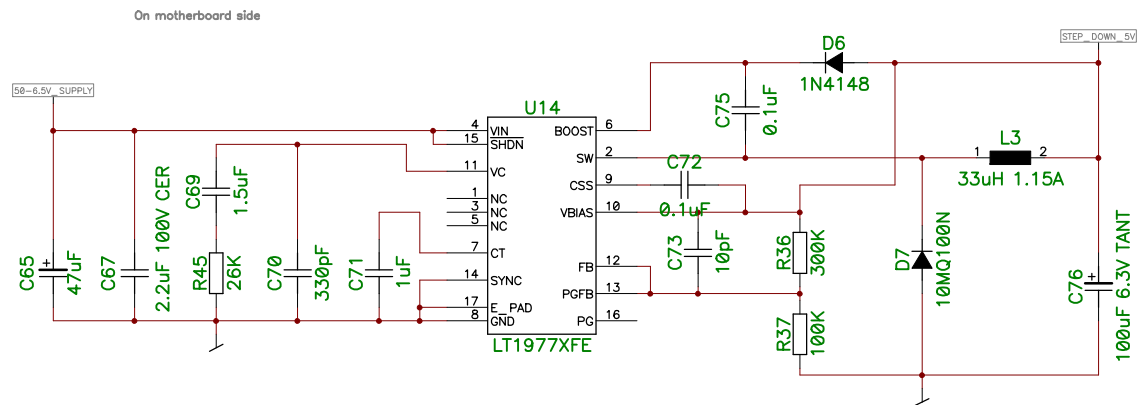 On motherboard side
STEP_DOWN_5V
50-6.5V_SUPPLY
D6
1N4148
C75
0.1uF
U14
4 VIN
15 SHDN
11 VC
1 NC
3 NC
5 NC
7 CT
14 SYNC
17 E_PAD
8 GND
BOOST 6
SW 2
CSS 9
VBIAS 10
FB 12
PGFB 13
PG 16
LT1977XFE
C65
47uF
+
C67
2.2uF 100V CER
C69
1.5uF
R45
26K
C70
330pF
C71
1uF
C72
0.1uF
C73
10pF
R36
300K
R37
100K
D7
10MQ100N
L3
1 2
33uH 1.15A
C76
+
100uF 6.3V TANT